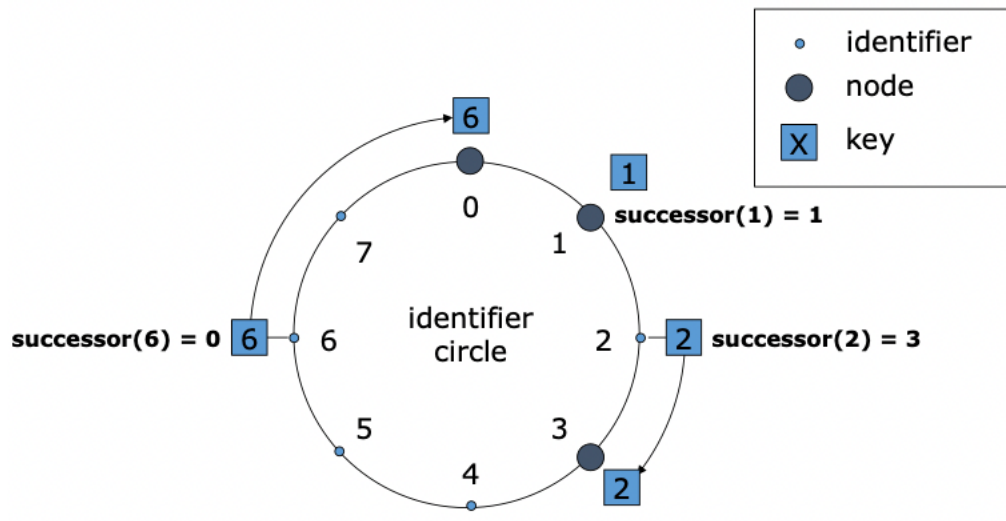 identifier
node
X key
6
1
0
successor(1) = 1
1
7
identifier
circle
successor(6) = 0 6
6
2
2 successor(2) = 3
5
3
4
2